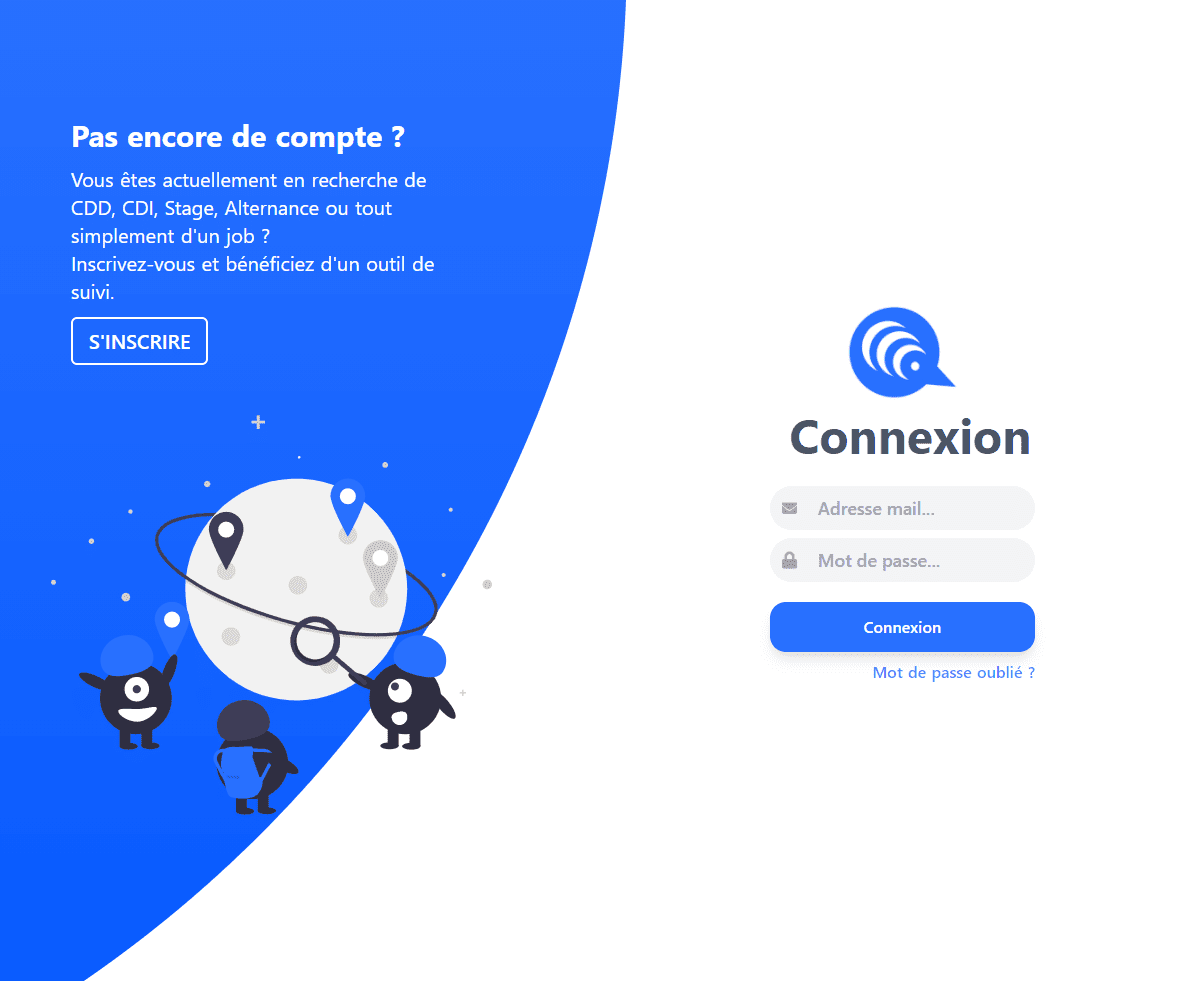 Pas encore de compte ?
Vous êtes actuellement en recherche de
CDD, CDI, Stage, Alternance ou tout
simplement d'un job ?
Inscrivez-vous et bénéficiez d'un outil de
suivi.
S'INSCRIRE
Connexion
Adresse mail...
Mot de passe...
Connexion
Mot de passe oublié ?